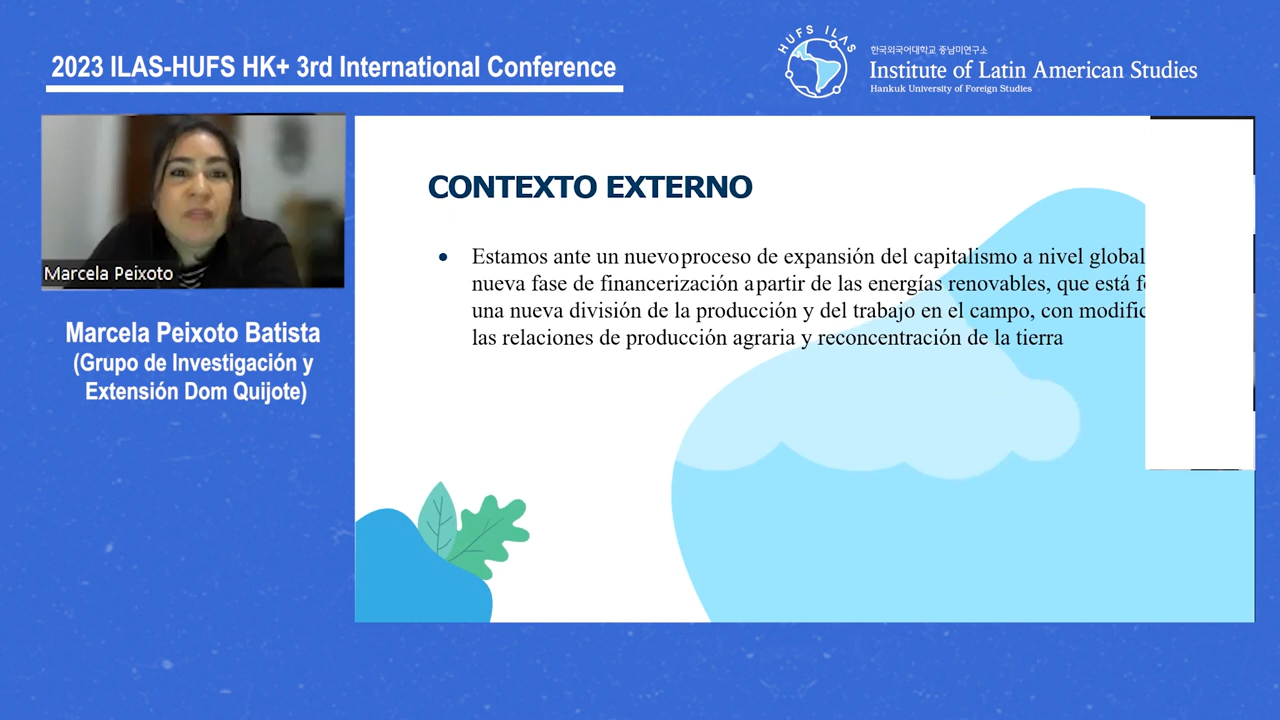 2023 ILAS-HUFS HK+ 3rd International Conference
HUFS ILAS
한국외국어대학교 중남미연구소
Institute of Latin American Studies
Hankuk University of Foreign Studies
Marcela Peixoto
Marcela Peixoto Batista
(Grupo de Investigación y
Extensión Dom Quijote)
CONTEXTO EXTERNO
• Estamos ante un nuevo proceso de expansión del capitalismo a nivel global
nueva fase de financerización a partir de las energías renovables, que está
una nueva división de la producción y del trabajo en el campo, con
las relaciones de producción agraria y reconcentración de la tierra